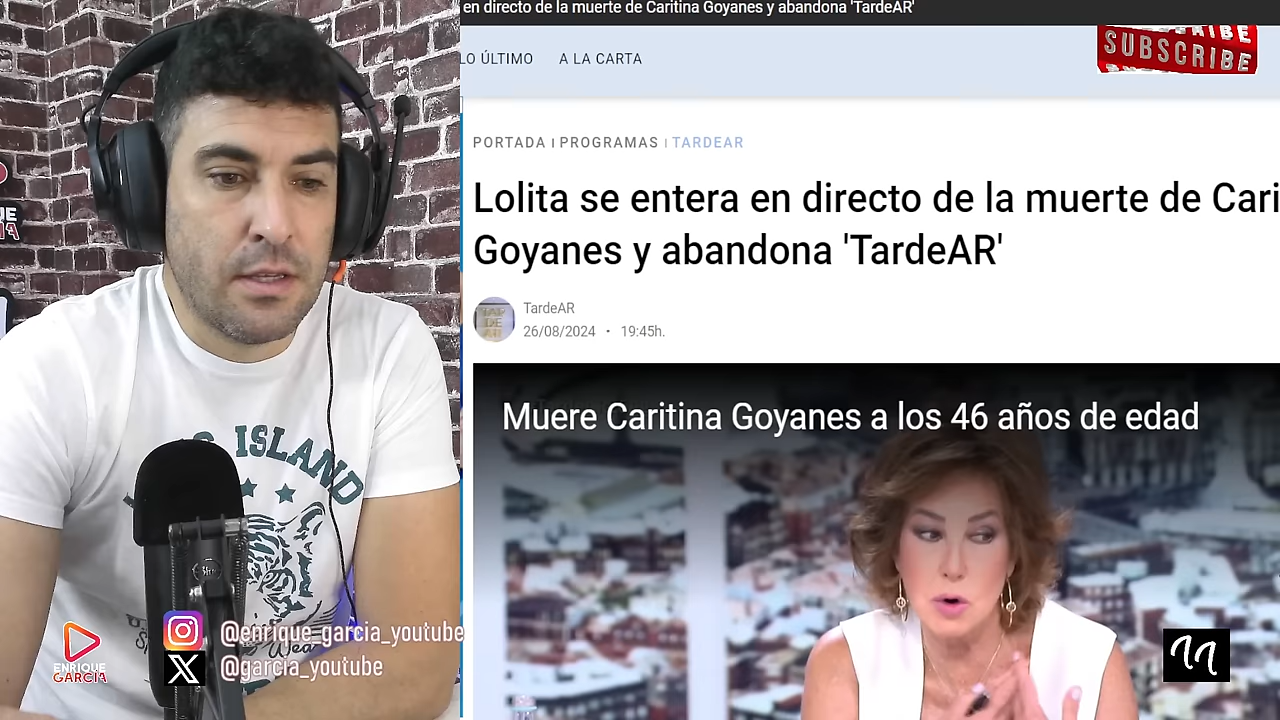 en directo de la muerte de Caritina Goyanes y abandona 'TardeAR'
LO ÚLTIMO A LA CARTA
SUBSCRIBE
PORTADA | PROGRAMAS | TARDEAR
Lolita se entera en directo de la muerte de Cari
Goyanes y abandona 'TardeAR'
TardeAR
26/08/2024 • 19:45h.
Muere Caritina Goyanes a los 46 años de edad
ISLAND
@enrique_garcia_youtube
@garcia_youtube
ENRIQUE
GARCIA